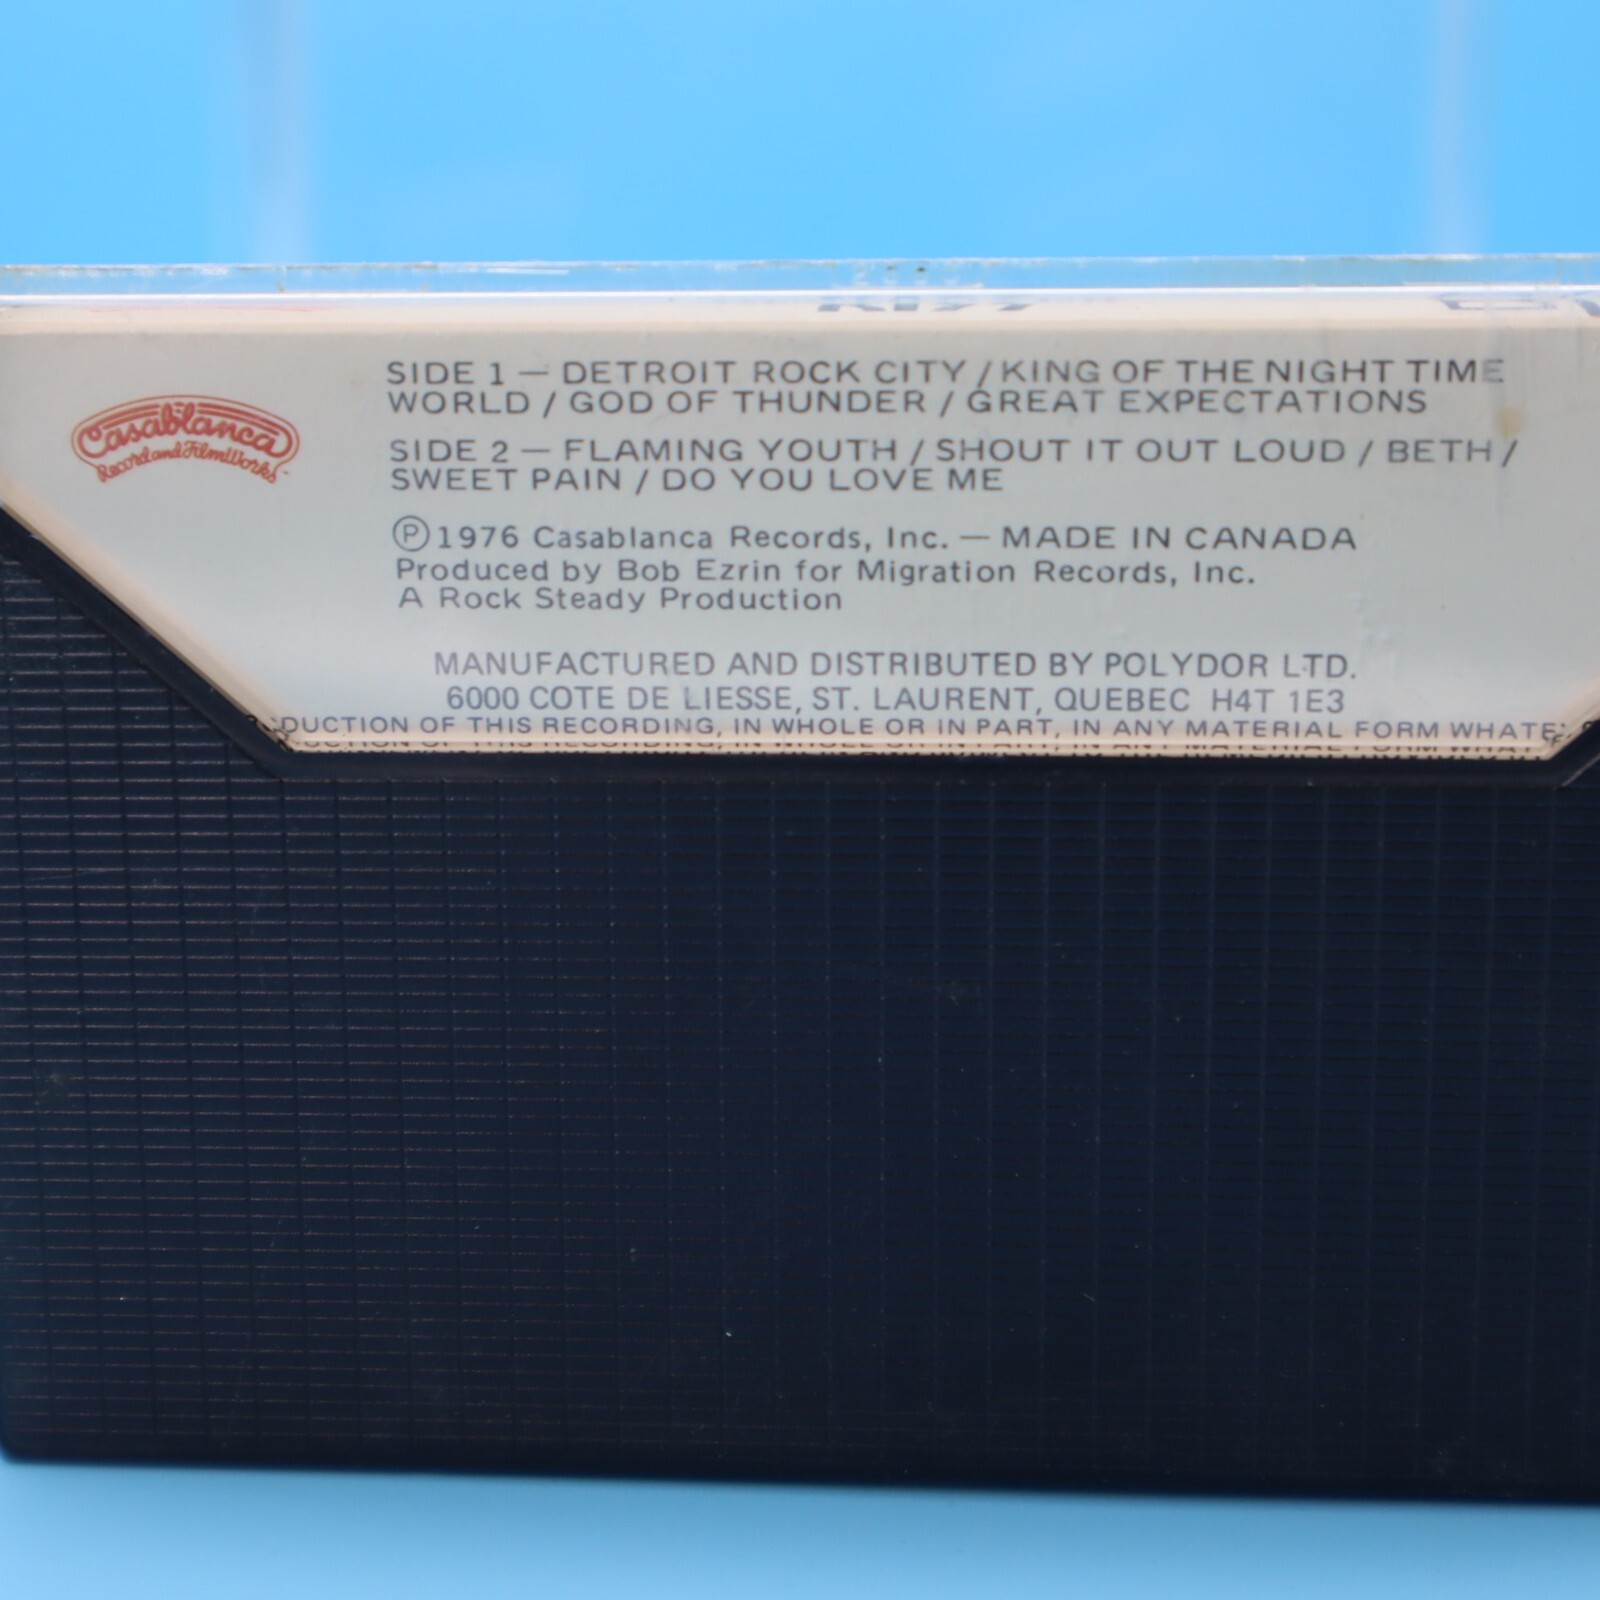 SIDE 1 — DETROIT ROCK CITY / KING OF THE NIGHT TIME
WORLD / GOD OF THUNDER / GREAT EXPECTATIONS
SIDE 2 — FLAMING YOUTH / SHOUT IT OUT LOUD / BETH /
SWEET PAIN / DO YOU LOVE ME
Casablanca
Record and FilmWorks
Ⓟ 1976 Casablanca Records, Inc. — MADE IN CANADA
Produced by Bob Ezrin for Migration Records, Inc.
A Rock Steady Production
MANUFACTURED AND DISTRIBUTED BY POLYDOR LTD.
6000 COTE DE LIESSE, ST. LAURENT, QUEBEC H4T 1E3
DUCTION OF THIS RECORDING, IN WHOLE OR IN PART, IN ANY MATERIAL FORM WHATE